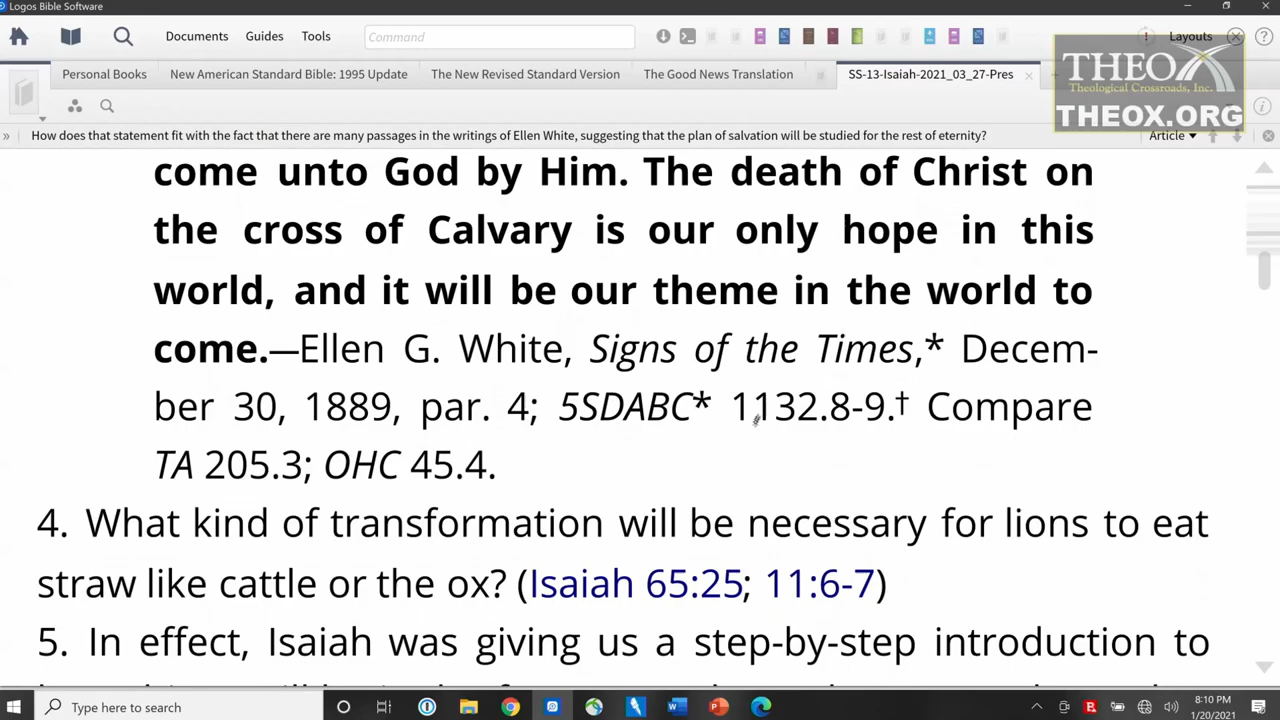 Logos Bible Software
Documents Guides Tools Command Layouts
Personal Books New American Standard Bible: 1995 Update The New Revised Standard Version The Good News Translation SS-13-Isaiah-2021_03_27-Pres
THEOX
Theological Crossroads, Inc.
THEOX.ORG
How does that statement fit with the fact that there are many passages in the writings of Ellen White, suggesting that the plan of salvation will be studied for the rest of eternity? Article
come unto God by Him. The death of Christ on
the cross of Calvary is our only hope in this
world, and it will be our theme in the world to
come.—Ellen G. White, Signs of the Times,* Decem-
ber 30, 1889, par. 4; 5SDABC* 1132.8-9.† Compare
TA 205.3; OHC 45.4.
4. What kind of transformation will be necessary for lions to eat
straw like cattle or the ox? (Isaiah 65:25; 11:6-7)
5. In effect, Isaiah was giving us a step-by-step introduction to
Type here to search
8:10 PM
1/20/2021